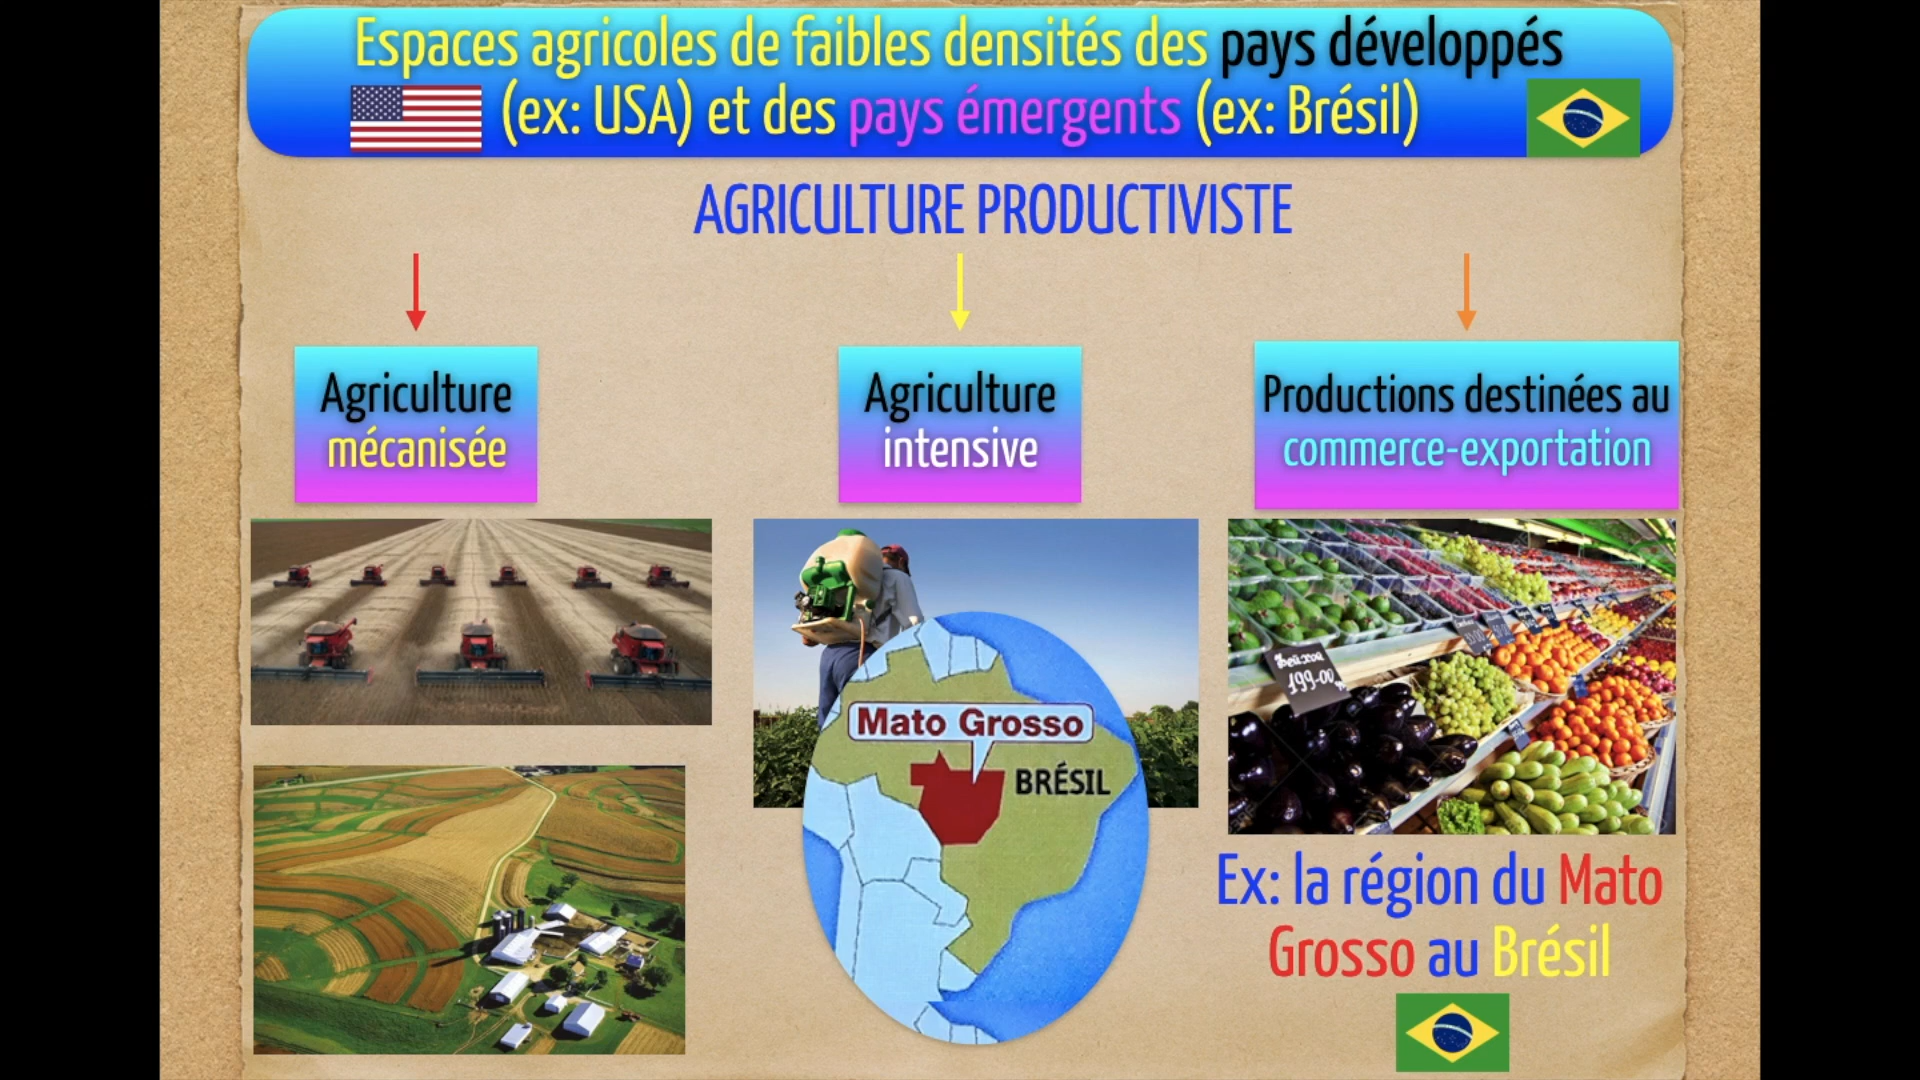 Espaces agricoles de faibles densités des pays développés
(ex: USA) et des pays émergents (ex: Brésil)
AGRICULTURE PRODUCTIVISTE
Agriculture
mécanisée
Agriculture
intensive
Productions destinées au
commerce-exportation
Mato Grosso
BRÉSIL
199-00
Ex: la région du Mato
Grosso au Brésil